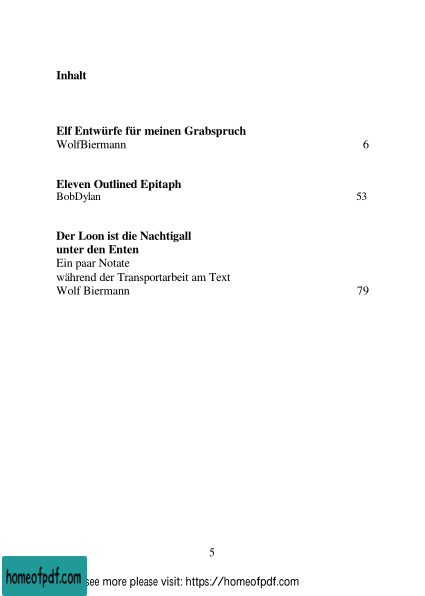 Inhalt
Elf Entwürfe für meinen Grabspruch
WolfBiermann 6
Eleven Outlined Epitaph
BobDylan 53
Der Loon ist die Nachtigall
unter den Enten
Ein paar Notate
während der Transportarbeit am Text
Wolf Biermann 79
5
homeofpdf.com see more please visit: https://homeofpdf.com